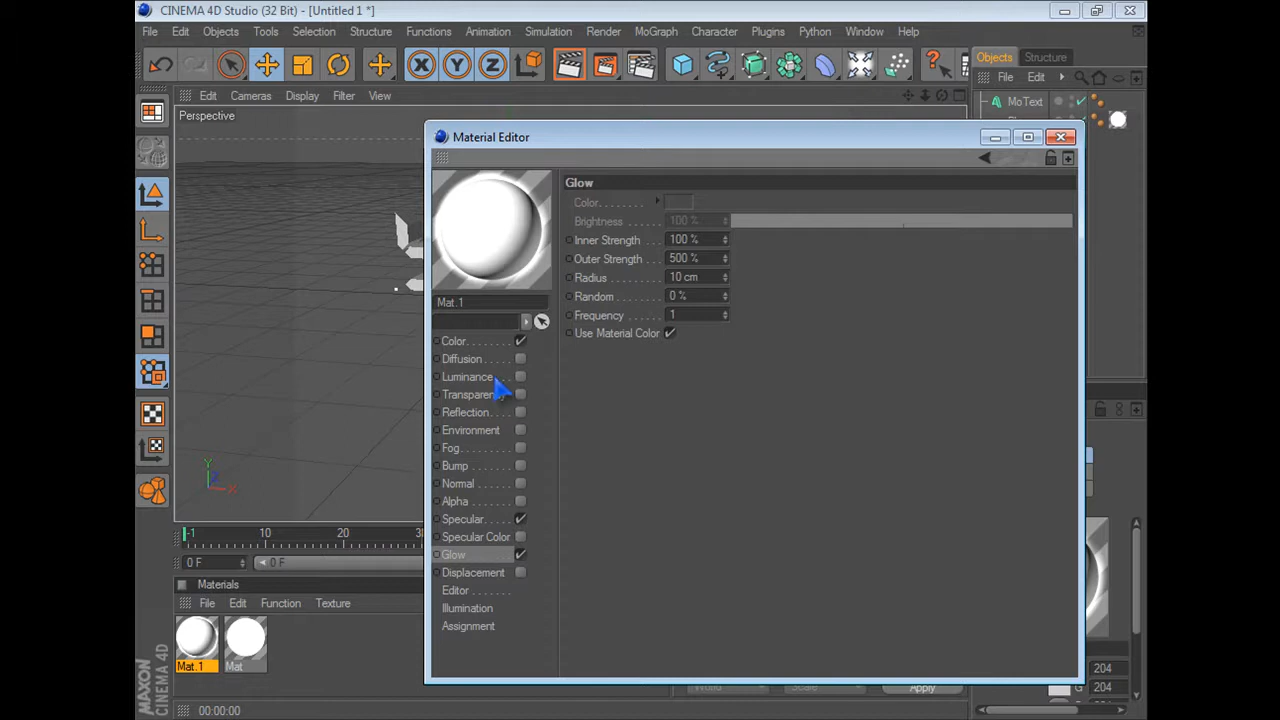 CINEMA 4D Studio (32 Bit) - [Untitled 1 *]
File Edit Objects Tools Selection Structure Functions Animation Simulation Render MoGraph Character Plugins Python Window Help
Objects Structure
File Edit
Edit Cameras Display Filter View
Perspective
MoText
Material Editor
Glow
Color
Brightness 100 %
Inner Strength 100 %
Outer Strength 500 %
Radius 10 cm
Random 0 %
Frequency 1
Use Material Color
Mat.1
Color
Diffusion
Luminance
Transparency
Reflection
Environment
Fog
Bump
Normal
Alpha
Specular
Specular Color
Glow
Displacement
Editor
Illumination
Assignment
Y
Z
X
-1 10 20
0 F 0 F
Materials
File Edit Function Texture
Mat.1 Mat
204
G 204
World Scale Apply
00:00:00
MAXON
CINEMA 4D